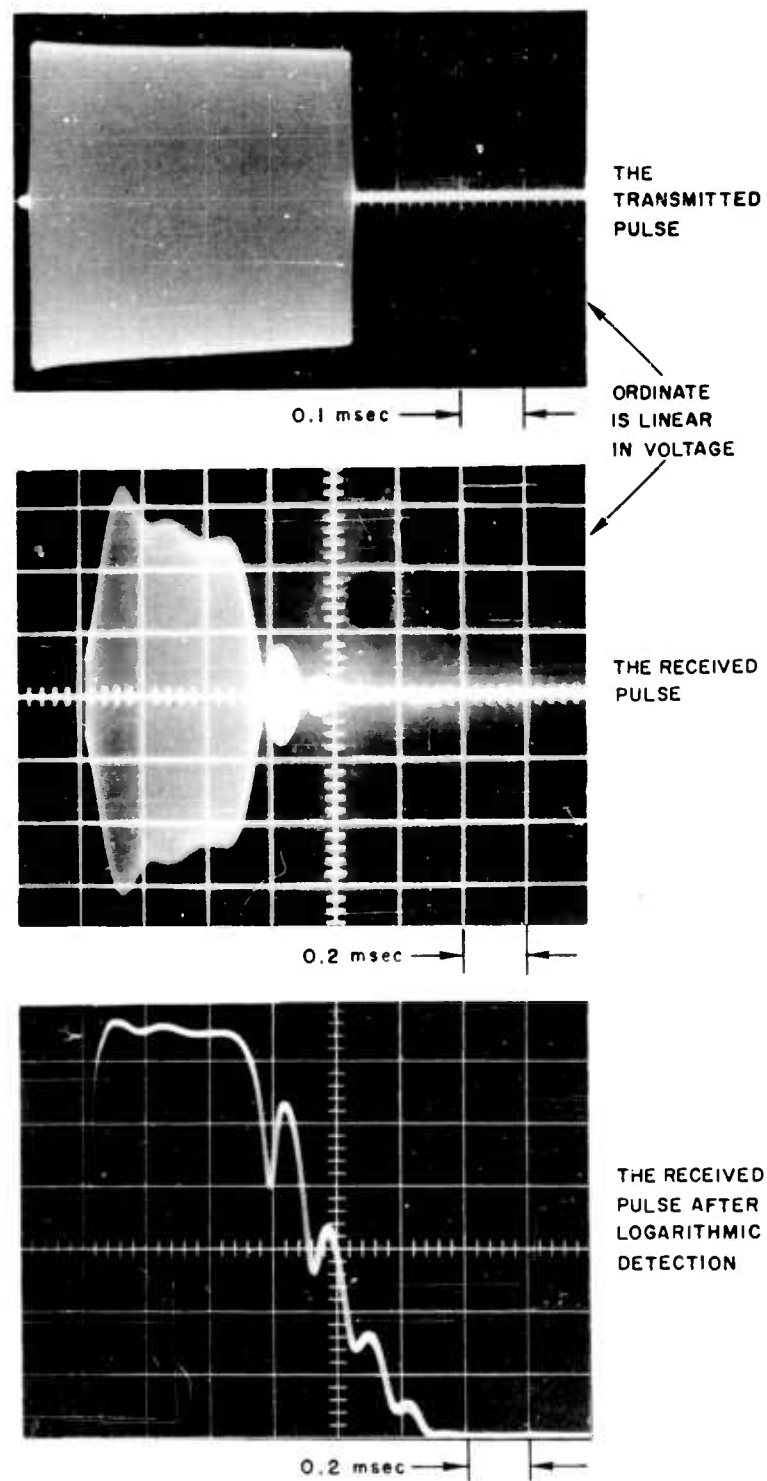 THE
TRANSMITTED
PULSE
0.1 msec
ORDINATE
IS LINEAR
IN VOLTAGE
THE RECEIVED
PULSE
0.2 msec
THE RECEIVED
PULSE AFTER
LOGARITHMIC
DETECTION
0.2 msec